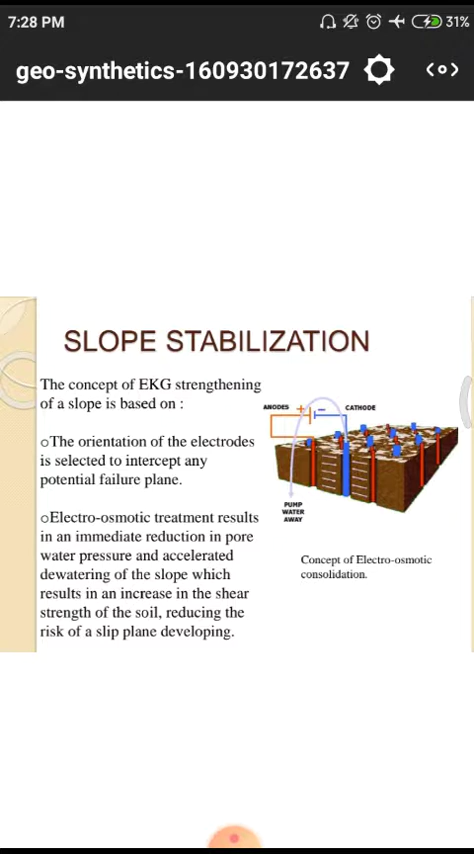 7:28 PM
31%
geo-synthetics-160930172637
SLOPE STABILIZATION
The concept of EKG strengthening
of a slope is based on :
oThe orientation of the electrodes
is selected to intercept any
potential failure plane.
oElectro-osmotic treatment results
in an immediate reduction in pore
water pressure and accelerated
dewatering of the slope which
results in an increase in the shear
strength of the soil, reducing the
risk of a slip plane developing.
ANODES + − CATHODE
PUMP
WATER
AWAY
Concept of Electro-osmotic
consolidation.